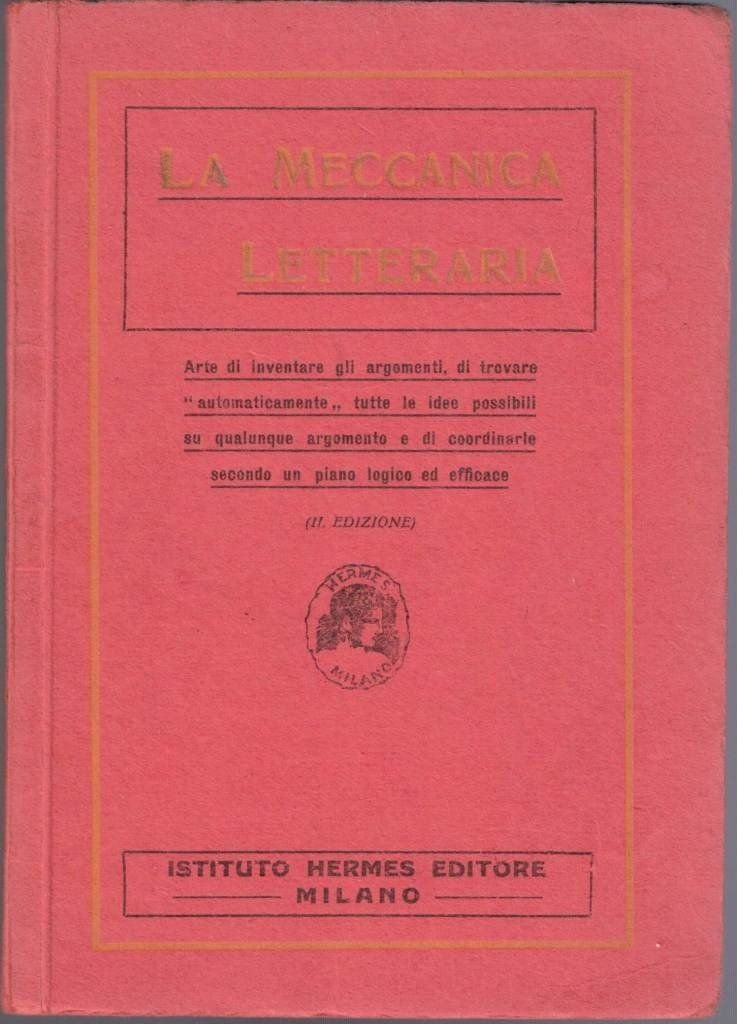 LA MECCANICA
LETTERARIA
Arte di inventare gli argomenti, di trovare
“ automaticamente „ tutte le idee possibili
su qualunque argomento e di coordinarle
secondo un piano logico ed efficace
(II. EDIZIONE)
HERMES
MILANO
ISTITUTO HERMES EDITORE
MILANO